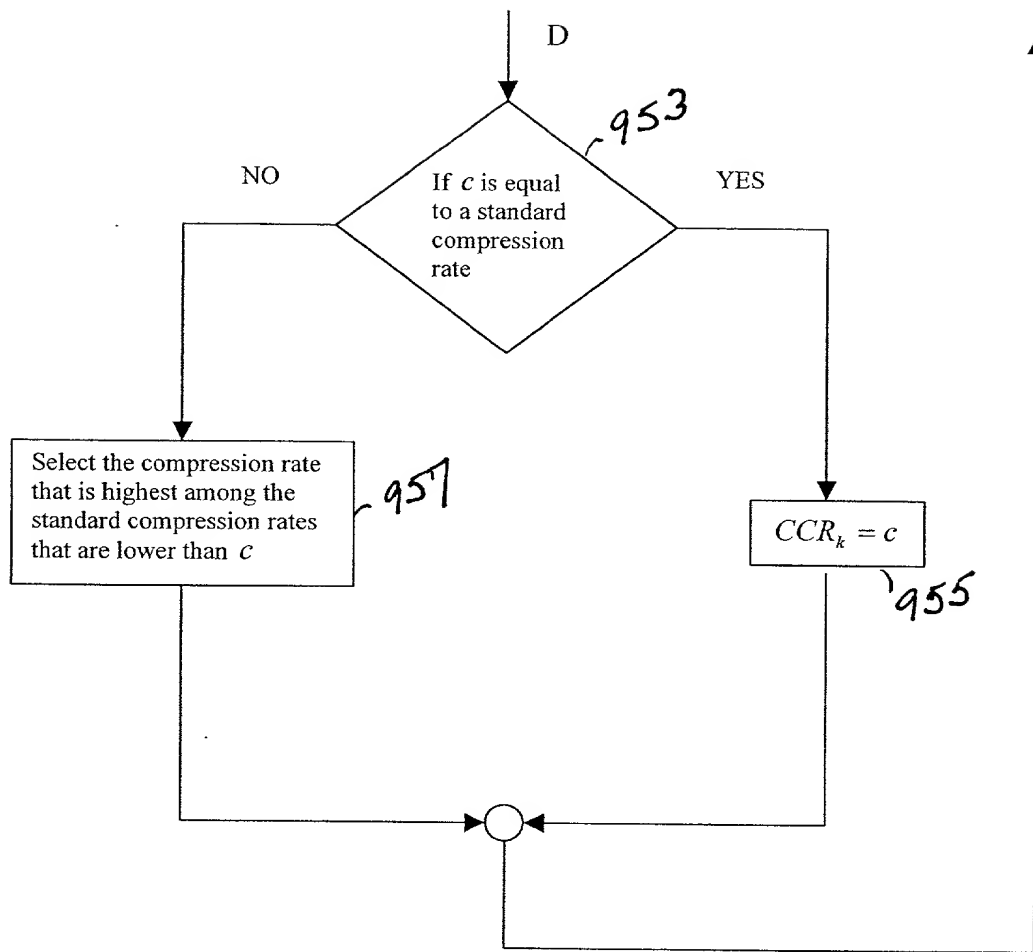 D
953
NO
YES
If c is equal
to a standard
compression
rate
Select the compression rate
that is highest among the
standard compression rates
that are lower than c
957
CCR_k = c
955